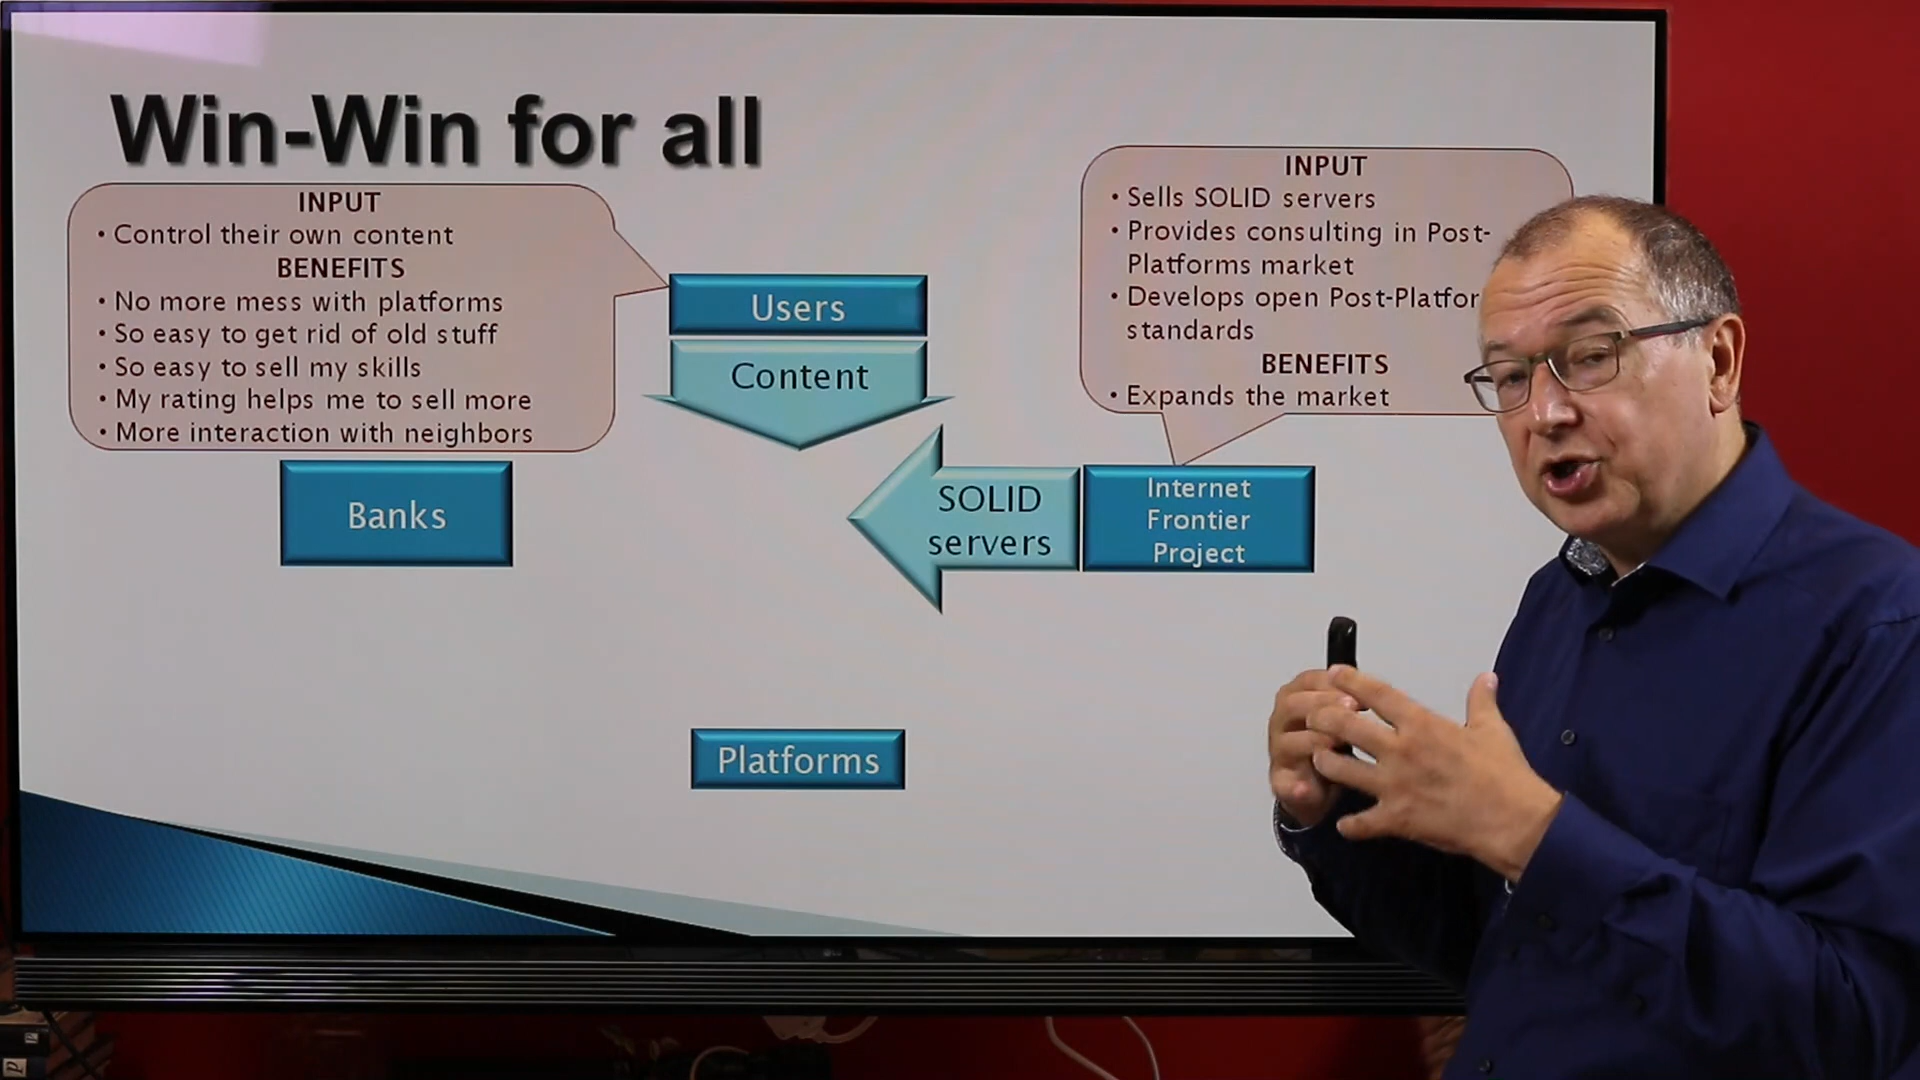 Win-Win for all
INPUT
• Control their own content
BENEFITS
• No more mess with platforms
• So easy to get rid of old stuff
• So easy to sell my skills
• My rating helps me to sell more
• More interaction with neighbors
INPUT
• Sells SOLID servers
• Provides consulting in Post-
Platforms market
• Develops open Post-Platfor
standards
BENEFITS
• Expands the market
Users
Content
Banks
SOLID
servers
Internet
Frontier
Project
Platforms